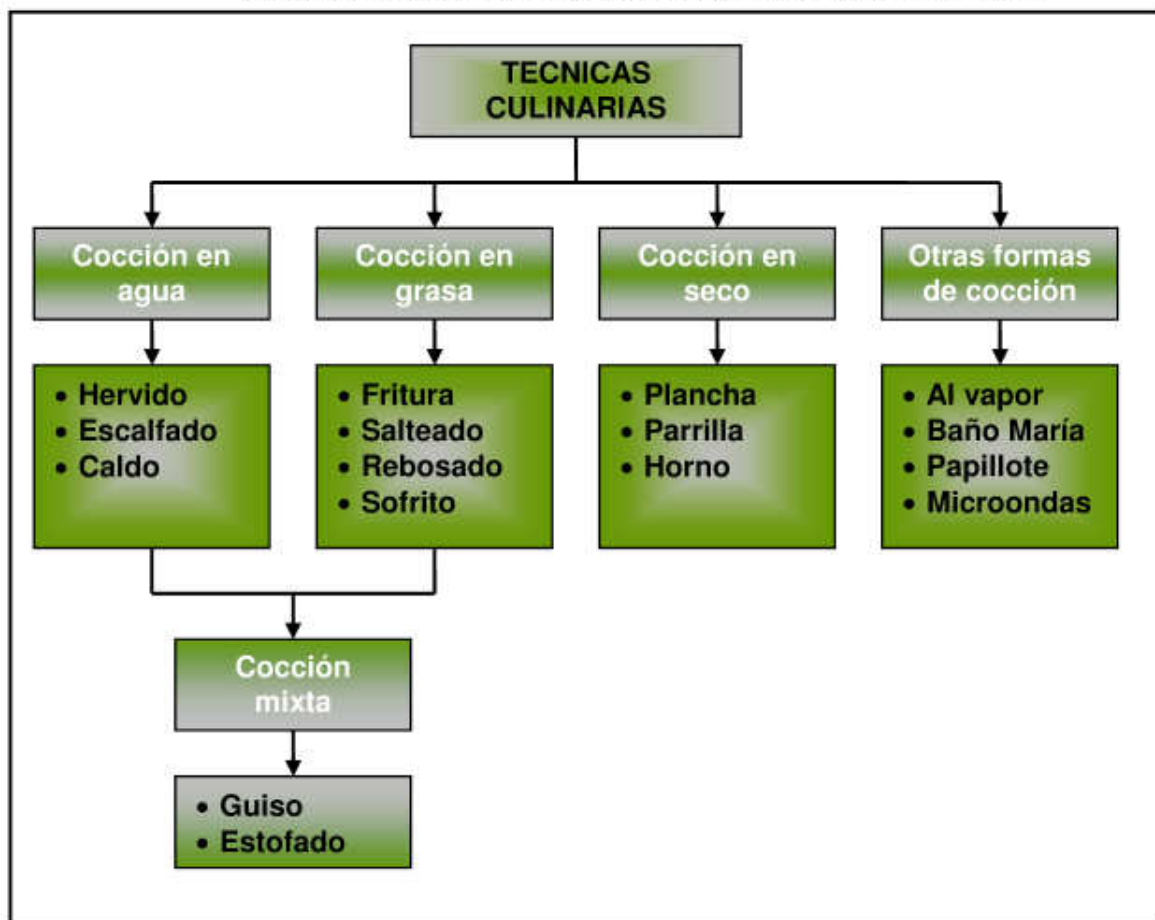 TECNICAS
CULINARIAS
Cocción en
agua
Cocción en
grasa
Cocción en
seco
Otras formas
de cocción
• Hervido
• Escalfado
• Caldo
• Fritura
• Salteado
• Rebosado
• Sofrito
• Plancha
• Parrilla
• Horno
• Al vapor
• Baño María
• Papillote
• Microondas
Cocción
mixta
• Guiso
• Estofado